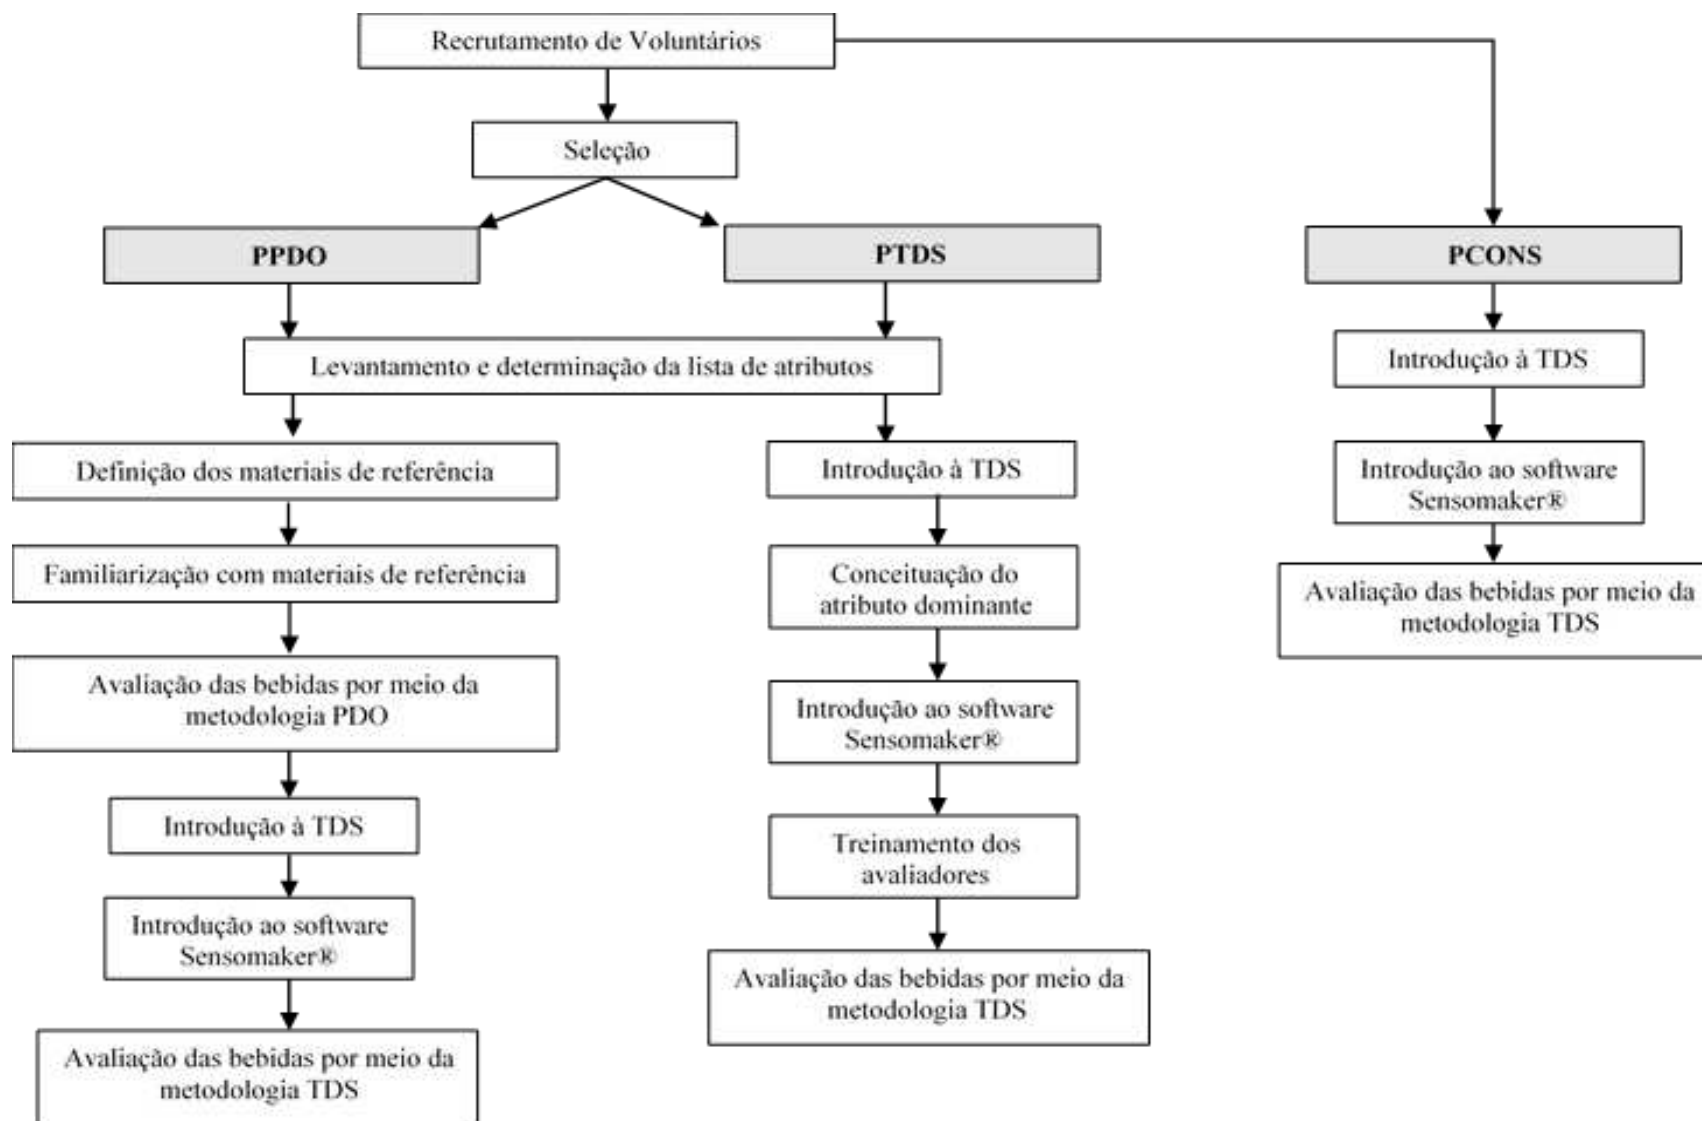 Recrutamento de Voluntários
Seleção
PPDO
PTDS
PCONS
Levantamento e determinação da lista de atributos
Introdução à TDS
Definição dos materiais de referência
Introdução à TDS
Introdução ao software
Sensomaker®
Familiarização com materiais de referência
Conceituação do
atributo dominante
Avaliação das bebidas por meio da
metodologia TDS
Avaliação das bebidas por meio da
metodologia PDO
Introdução ao software
Sensomaker®
Introdução à TDS
Treinamento dos
avaliadores
Introdução ao software
Sensomaker®
Avaliação das bebidas por meio da
metodologia TDS
Avaliação das bebidas por meio da
metodologia TDS